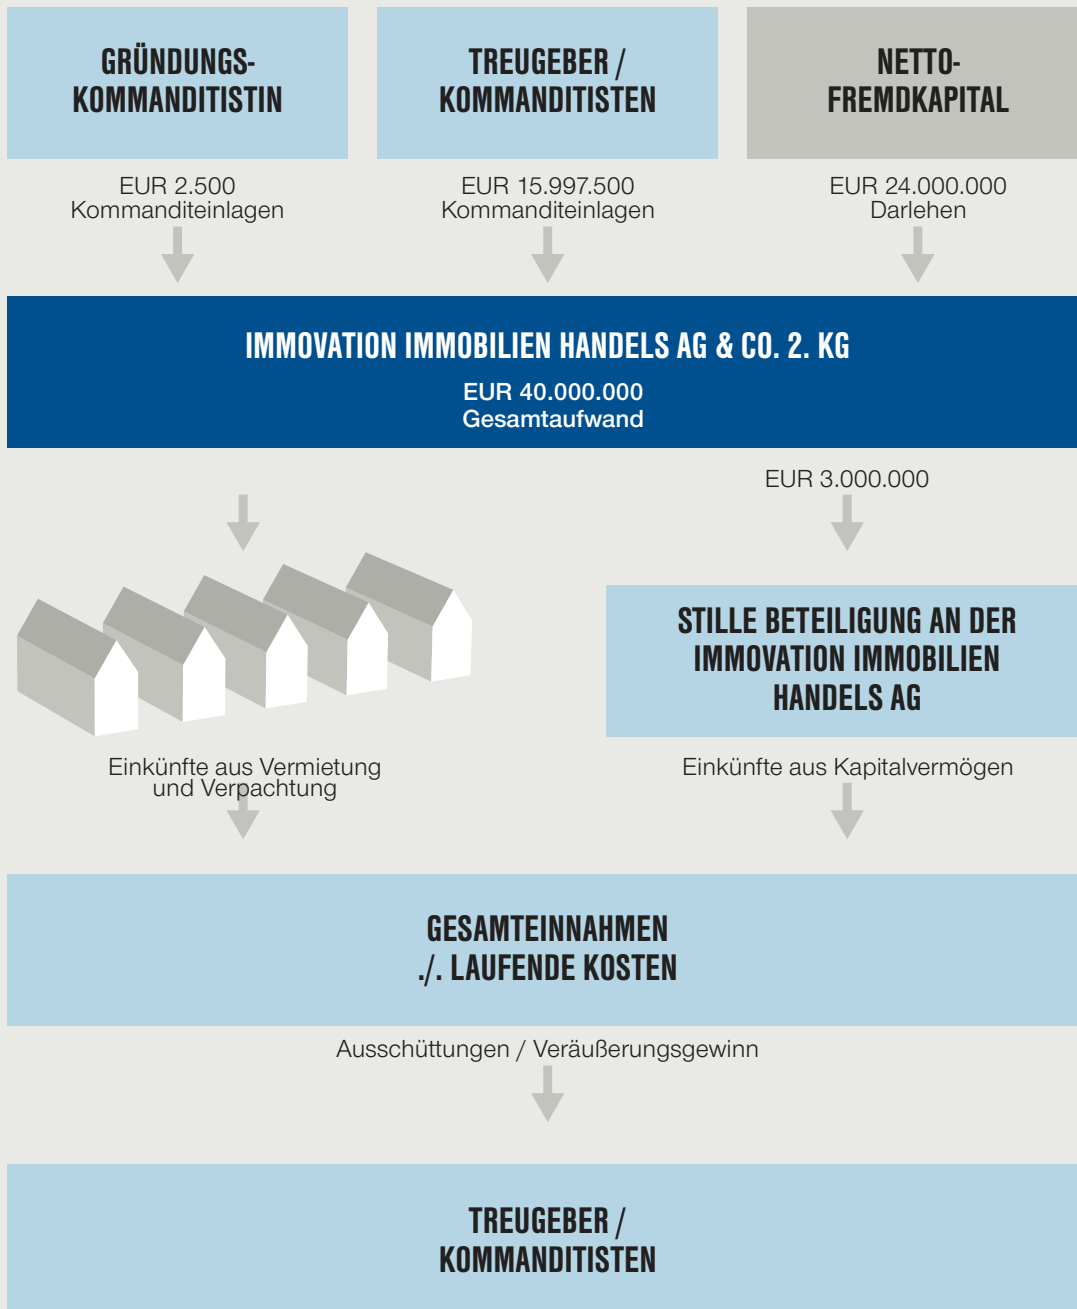 GRÜNDUNGS-
KOMMANDITISTIN
EUR 2.500
Kommanditeinlagen
TREUGEBER /
KOMMANDITISTEN
EUR 15.997.500
Kommanditeinlagen
NETTO-
FREMDKAPITAL
EUR 24.000.000
Darlehen
IMMOVATION IMMOBILIEN HANDELS AG & CO. 2. KG
EUR 40.000.000
Gesamtaufwand
Einkünfte aus Vermietung
und Verpachtung
EUR 3.000.000
STILLE BETEILIGUNG AN DER
IMMOVATION IMMOBILIEN
HANDELS AG
Einkünfte aus Kapitalvermögen
GESAMTEINNAHMEN
./. LAUFENDE KOSTEN
Ausschüttungen / Veräußerungsgewinn
TREUGEBER /
KOMMANDITISTEN